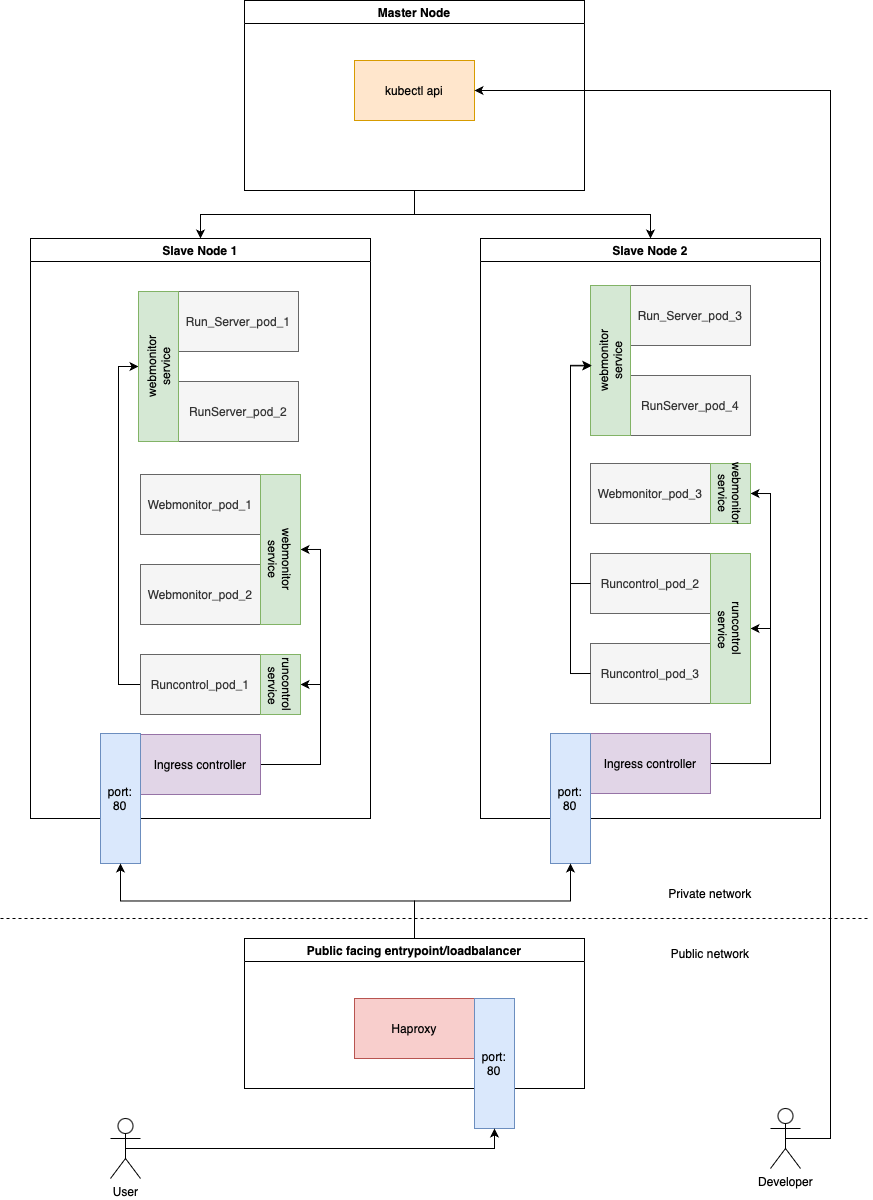 Master Node
kubectl api
Slave Node 1
webmonitor
service
Run_Server_pod_1
RunServer_pod_2
Webmonitor_pod_1
Webmonitor_pod_2
webmonitor
service
Runcontrol_pod_1
runcontrol
service
Ingress controller
port:
80
Slave Node 2
webmonitor
service
Run_Server_pod_3
RunServer_pod_4
Webmonitor_pod_3
webmonitor
service
Runcontrol_pod_2
Runcontrol_pod_3
runcontrol
service
Ingress controller
port:
80
Private network
Public network
Public facing entrypoint/loadbalancer
Haproxy
port:
80
User
Developer